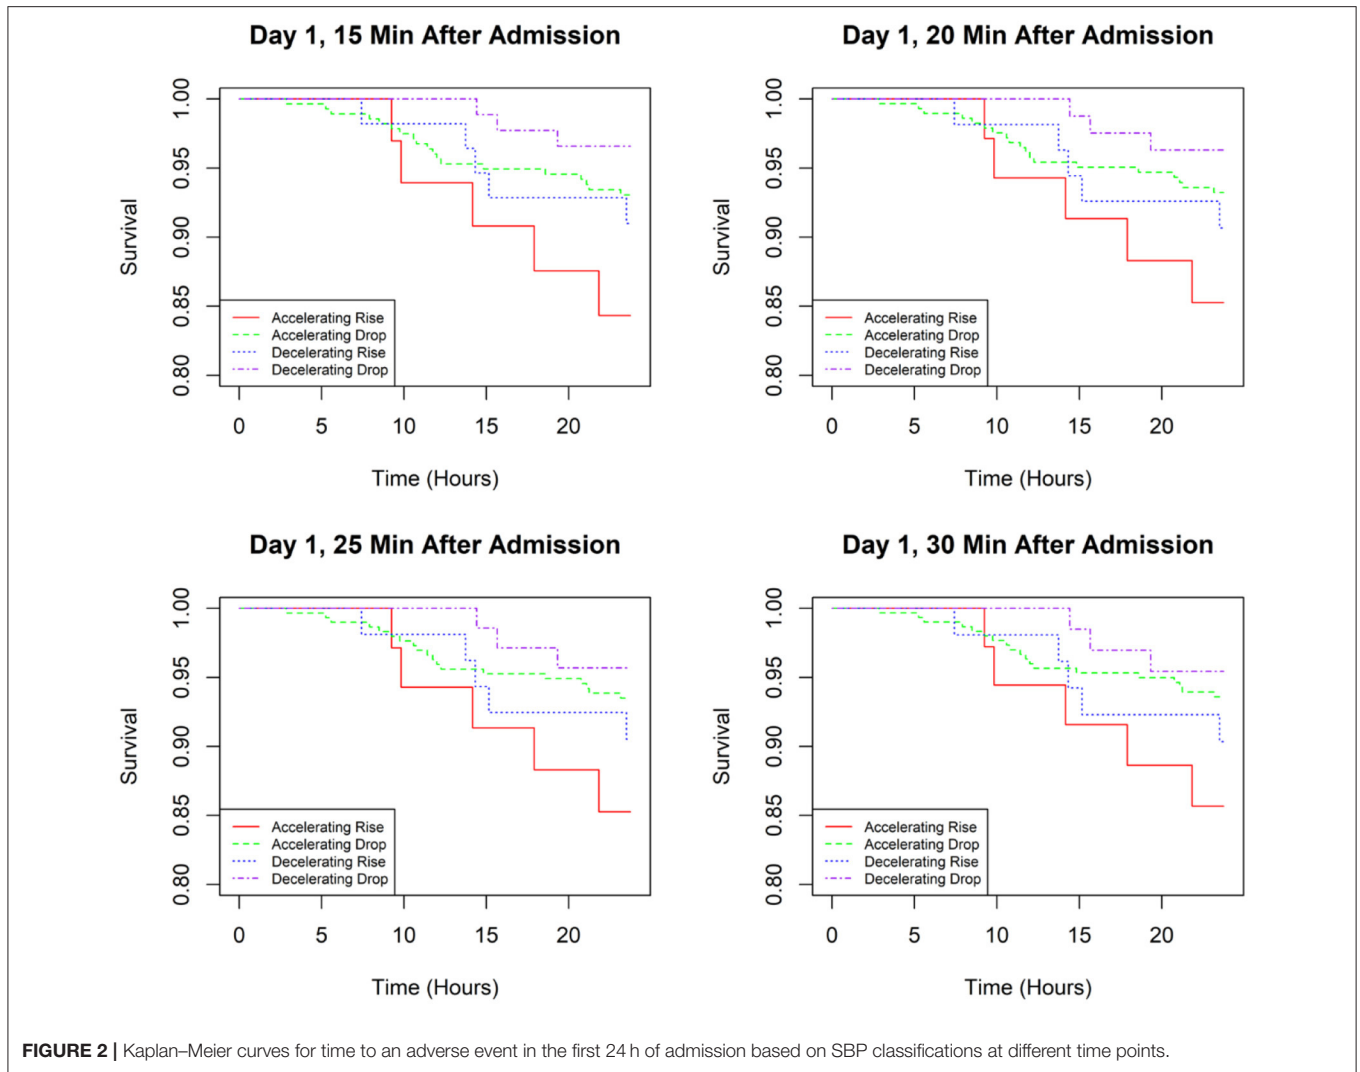 Day 1, 15 Min After Admission
Survival
1.00
0.95
0.90
0.85
0.80
Accelerating Rise
Accelerating Drop
Decelerating Rise
Decelerating Drop
0 5 10 15 20
Time (Hours)
Day 1, 20 Min After Admission
Survival
1.00
0.95
0.90
0.85
0.80
Accelerating Rise
Accelerating Drop
Decelerating Rise
Decelerating Drop
0 5 10 15 20
Time (Hours)
Day 1, 25 Min After Admission
Survival
1.00
0.95
0.90
0.85
0.80
Accelerating Rise
Accelerating Drop
Decelerating Rise
Decelerating Drop
0 5 10 15 20
Time (Hours)
Day 1, 30 Min After Admission
Survival
1.00
0.95
0.90
0.85
0.80
Accelerating Rise
Accelerating Drop
Decelerating Rise
Decelerating Drop
0 5 10 15 20
Time (Hours)
FIGURE 2 | Kaplan–Meier curves for time to an adverse event in the first 24 h of admission based on SBP classifications at different time points.